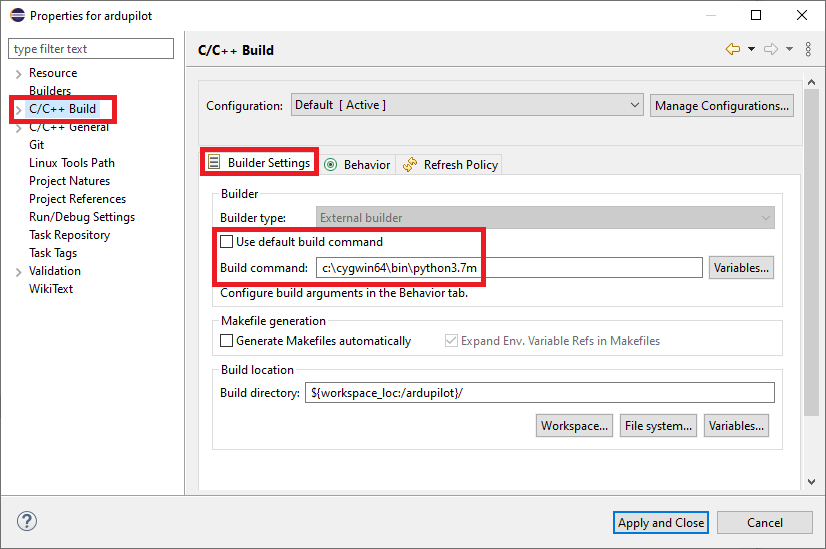 Properties for ardupilot
type filter text
Resource
Builders
C/C++ Build
C/C++ General
Git
Linux Tools Path
Project Natures
Project References
Run/Debug Settings
Task Repository
Task Tags
Validation
WikiText
C/C++ Build
Configuration: Default [ Active ] Manage Configurations...
Builder Settings Behavior Refresh Policy
Builder
Builder type: External builder
Use default build command
Build command: c:\cygwin64\bin\python3.7m Variables...
Configure build arguments in the Behavior tab.
Makefile generation
Generate Makefiles automatically Expand Env. Variable Refs in Makefiles
Build location
Build directory: ${workspace_loc:/ardupilot}/
Workspace... File system... Variables...
? Apply and Close Cancel